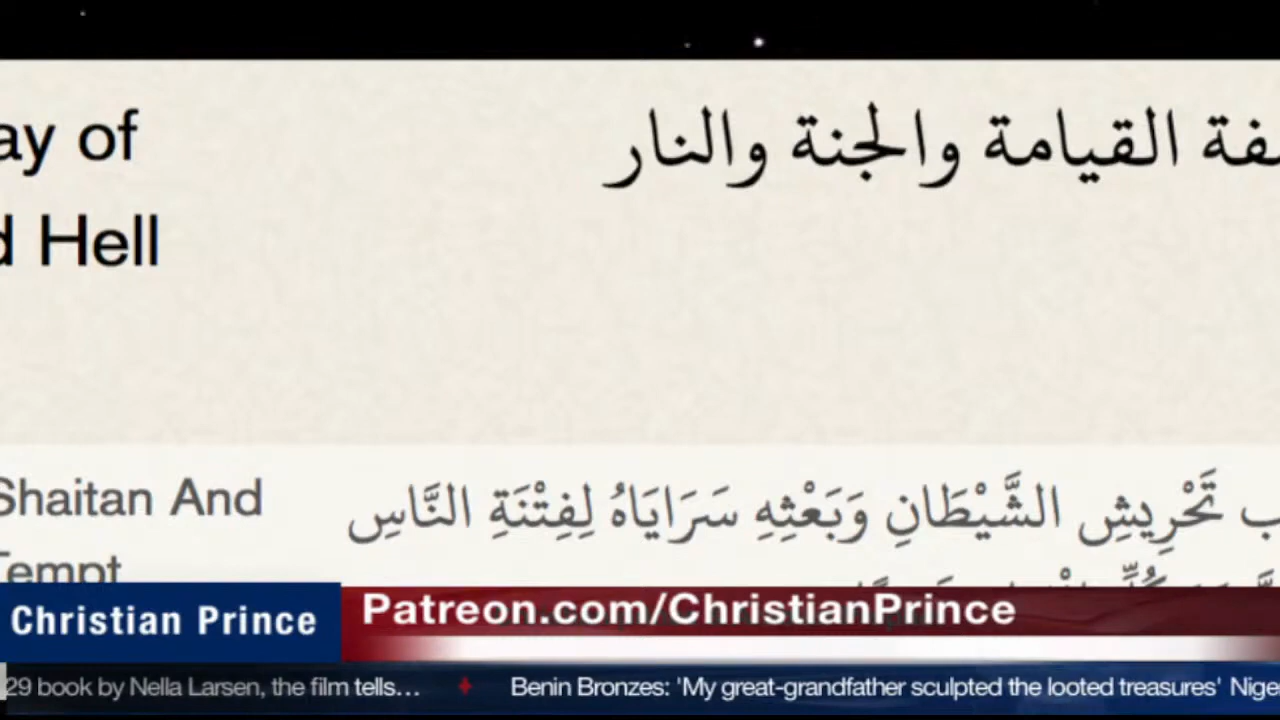 ay of
d Hell
فة القيامة والجنة والنار
Shaitan And
Tempt
ب تَحْرِيشِ الشَّيْطَانِ وَبَعْثِهِ سَرَايَاهُ لِفِتْنَةِ النَّاسِ
Christian Prince
Patreon.com/ChristianPrince
29 book by Nella Larsen, the film tells... Benin Bronzes: 'My great-grandfather sculpted the looted treasures' Nige